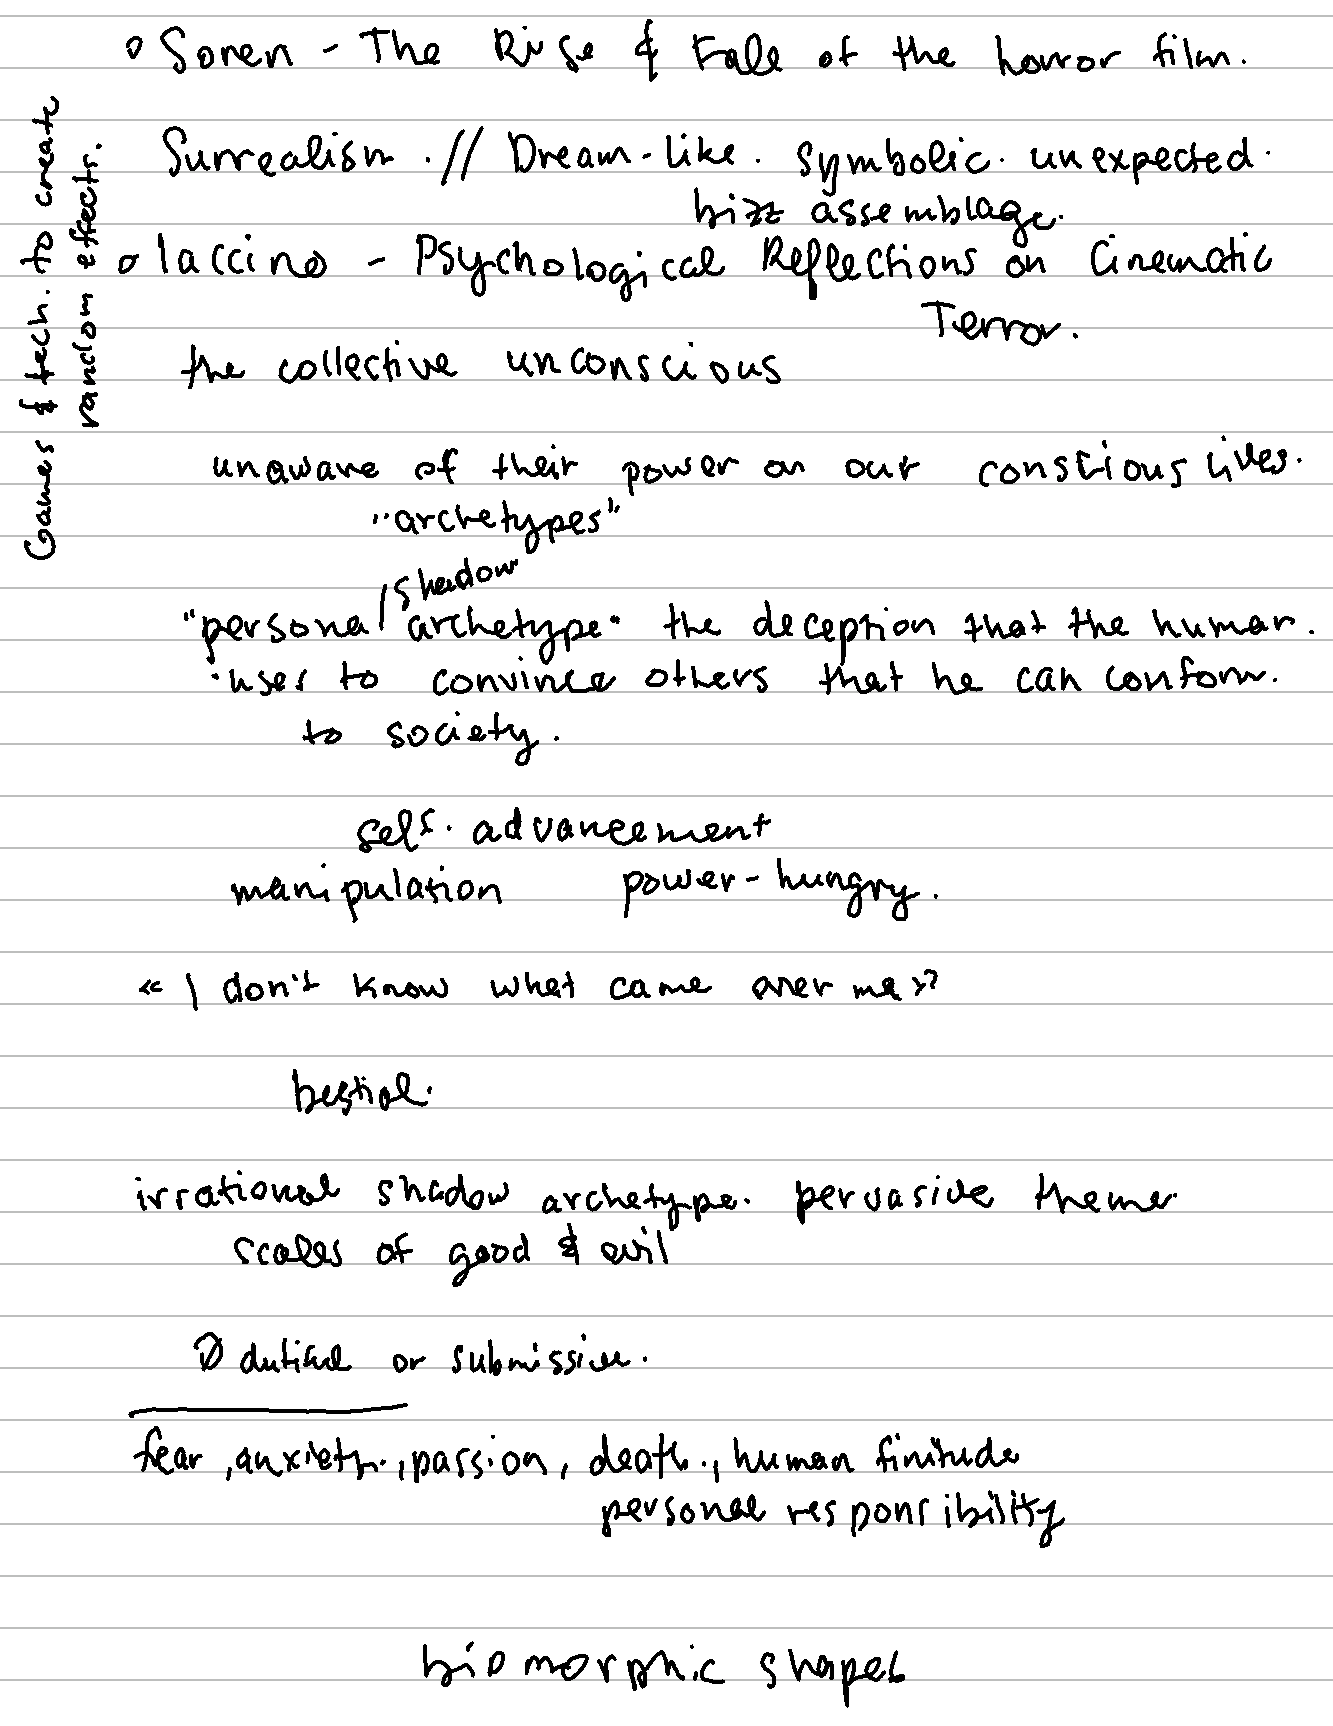 o Soren - The Rise & Fall of the horror film.
Surrealism. // Dream-like. symbolic. unexpected.
bizz assemblage.
o Iaccino - Psychological Reflections on Cinematic
Terror.
the collective unconscious
unaware of their power on our conscious lives.
"archetypes"
/ shadow
"persona archetype" the deception that the human.
uses to convince others that he can conform.
to society.
self. advancement
manipulation power-hungry.
"I don't know what came over me"
bestial.
irrational shadow archetype. pervasive theme.
scales of good & evil
Ø dutiful or submissive.
fear, anxiety, passion, death, human finitude
personal responsibility
biomorphic shapes
Games & tech. to create
random effects.